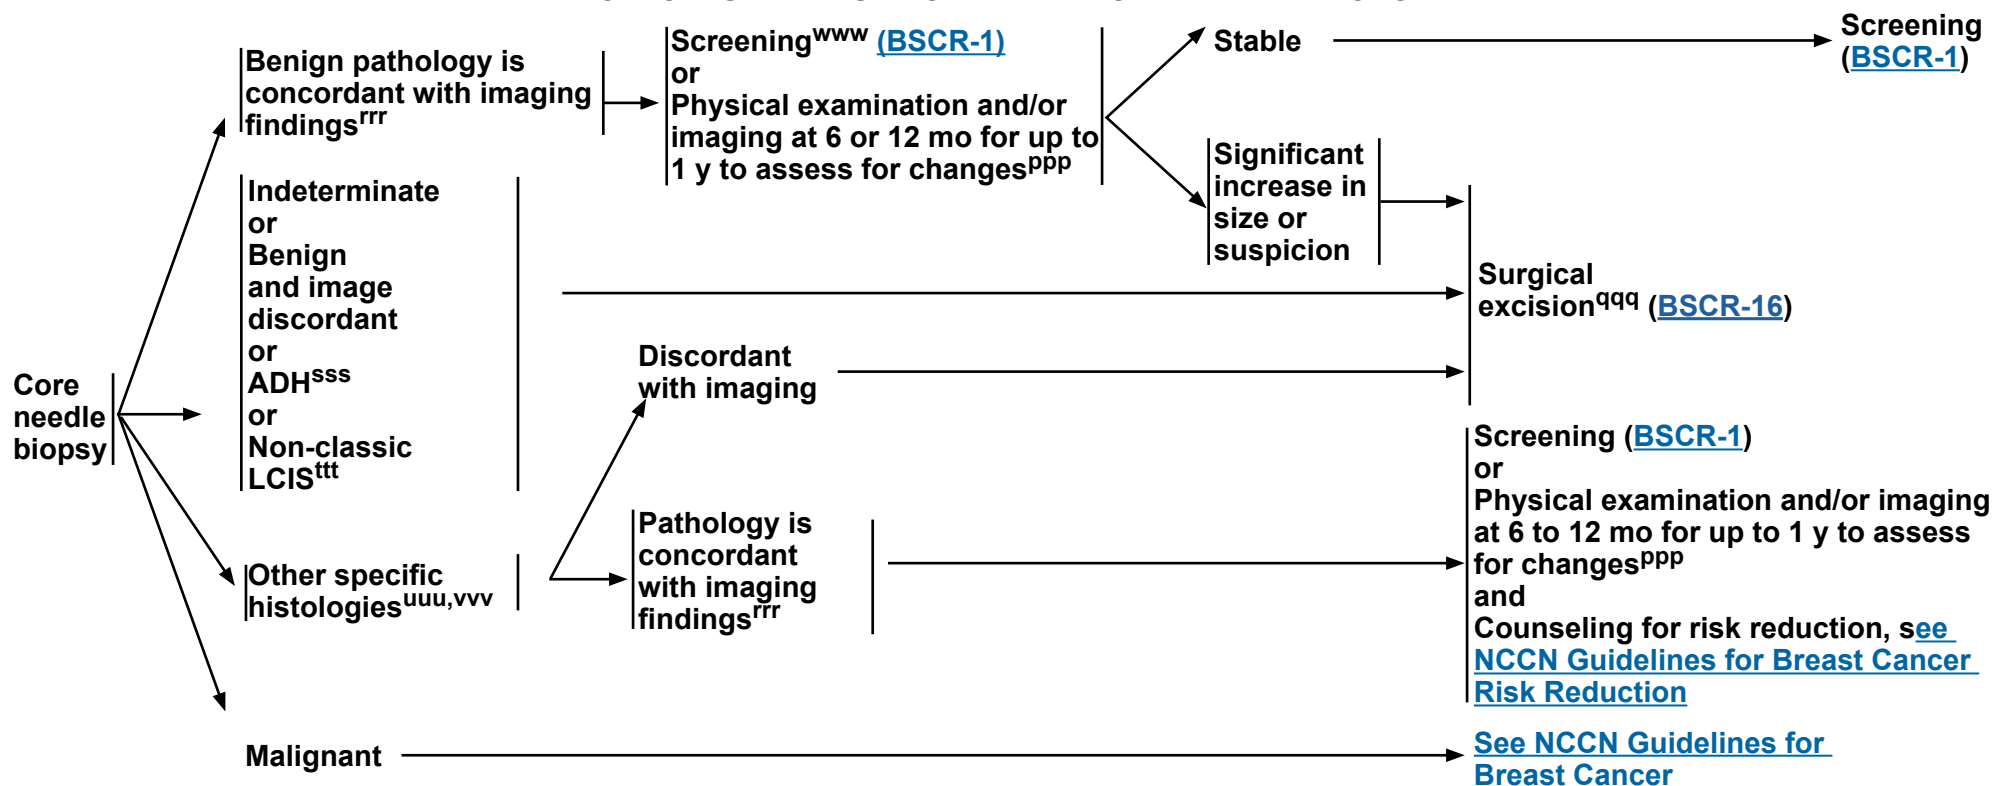 Core
needle
biopsy
Benign pathology is
concordant with imaging
findingsrrr
Screeningwww (BSCR-1)
or
Physical examination and/or
imaging at 6 or 12 mo for up to
1 y to assess for changesppp
Stable
Screening
(BSCR-1)
Significant
increase in
size or
suspicion
Indeterminate
or
Benign
and image
discordant
or
ADHsss
or
Non-classic
LCISttt
Surgical
excisionqqq (BSCR-16)
Other specific
histologiesuuu,vvv
Discordant
with imaging
Pathology is
concordant
with imaging
findingsrrr
Screening (BSCR-1)
or
Physical examination and/or imaging
at 6 to 12 mo for up to 1 y to assess
for changesppp
and
Counseling for risk reduction, see
NCCN Guidelines for Breast Cancer
Risk Reduction
Malignant
See NCCN Guidelines for
Breast Cancer